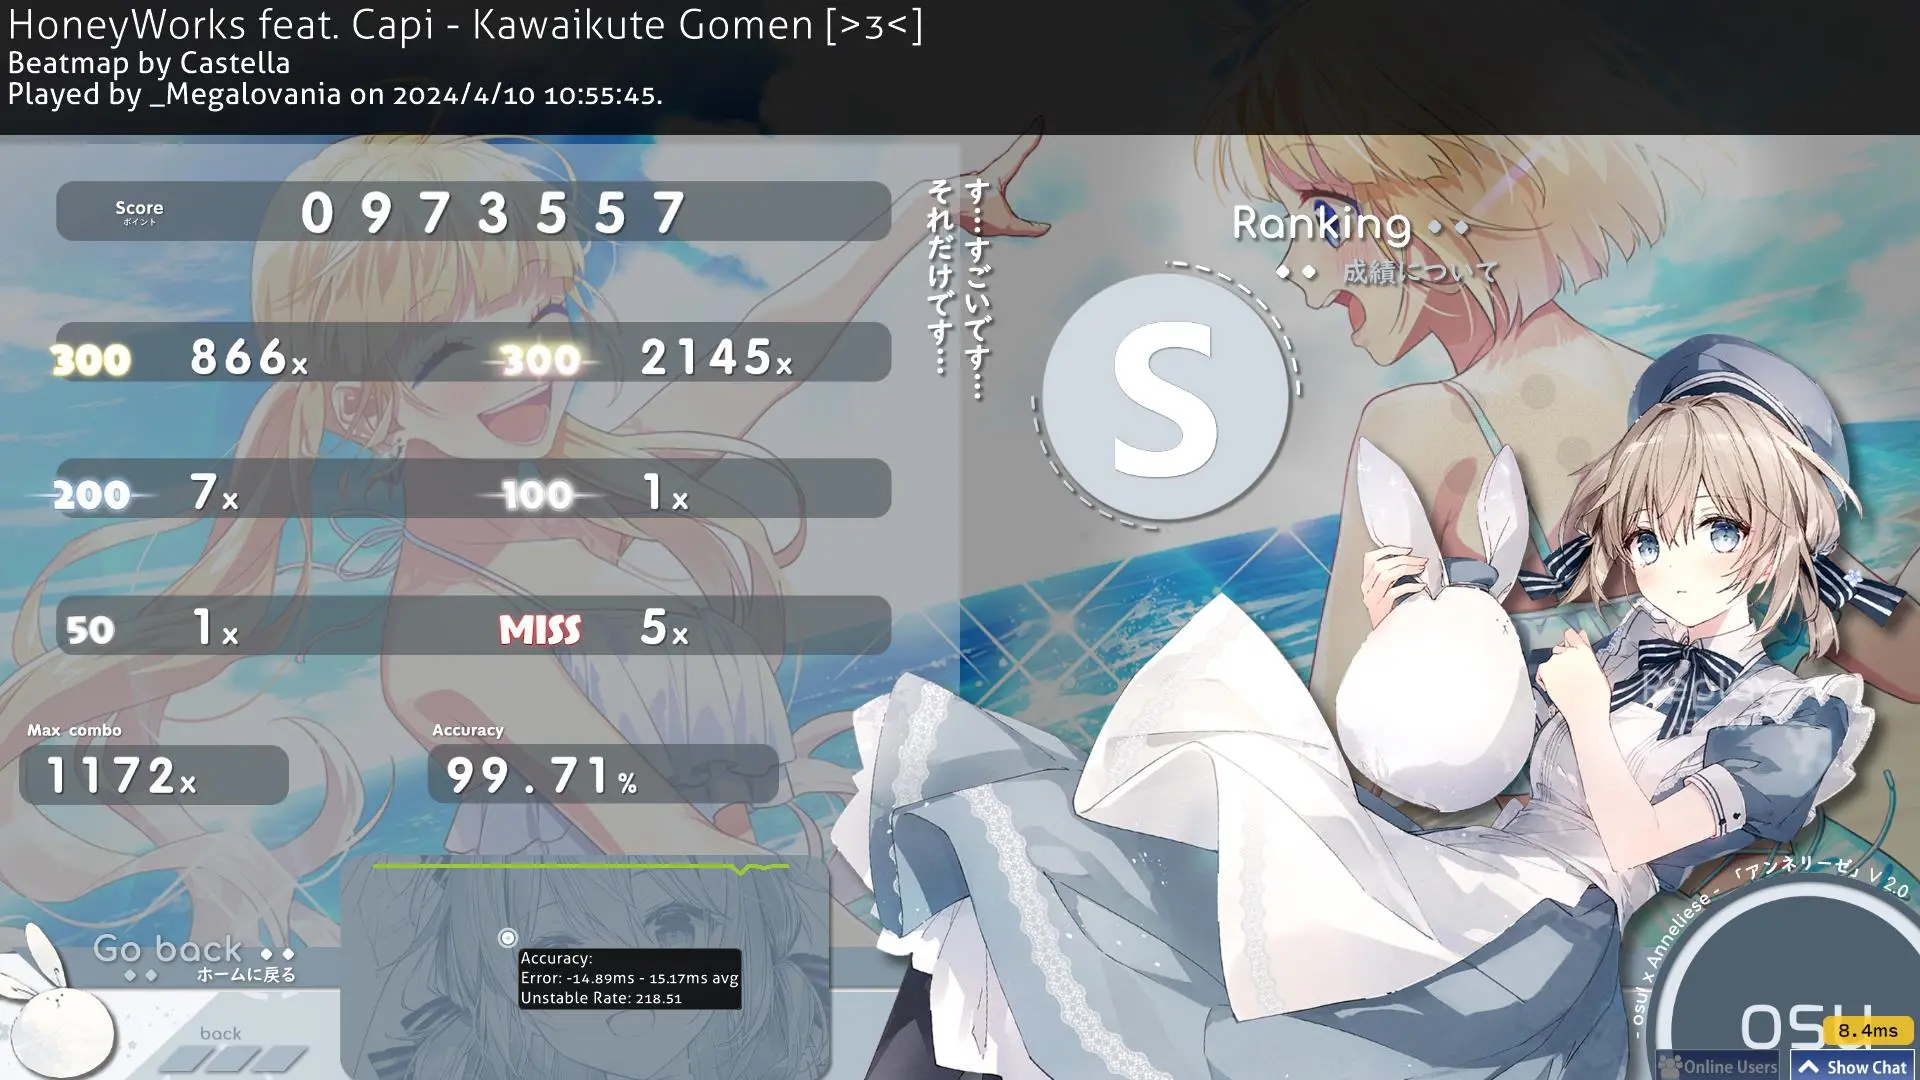 HoneyWorks feat. Capi - Kawaikute Gomen [>3<]
Beatmap by Castella
Played by _Megalovania on 2024/4/10 10:55:45.
Score
ポイント
0973557
す…すごいです…
それだけです…
Ranking
成績について
S
300 866x 300 2145x
200 7x 100 1x
50 1x MISS 5x
Max combo
1172x
Accuracy
99.71%
Replay
Accuracy:
Error: -14.89ms - 15.17ms avg
Unstable Rate: 218.51
Go back
ホームに戻る
back
- osu! x Anneliese - 「アンネリーゼ」 V 2.0
osu
8.4ms
Online Users
Show Chat